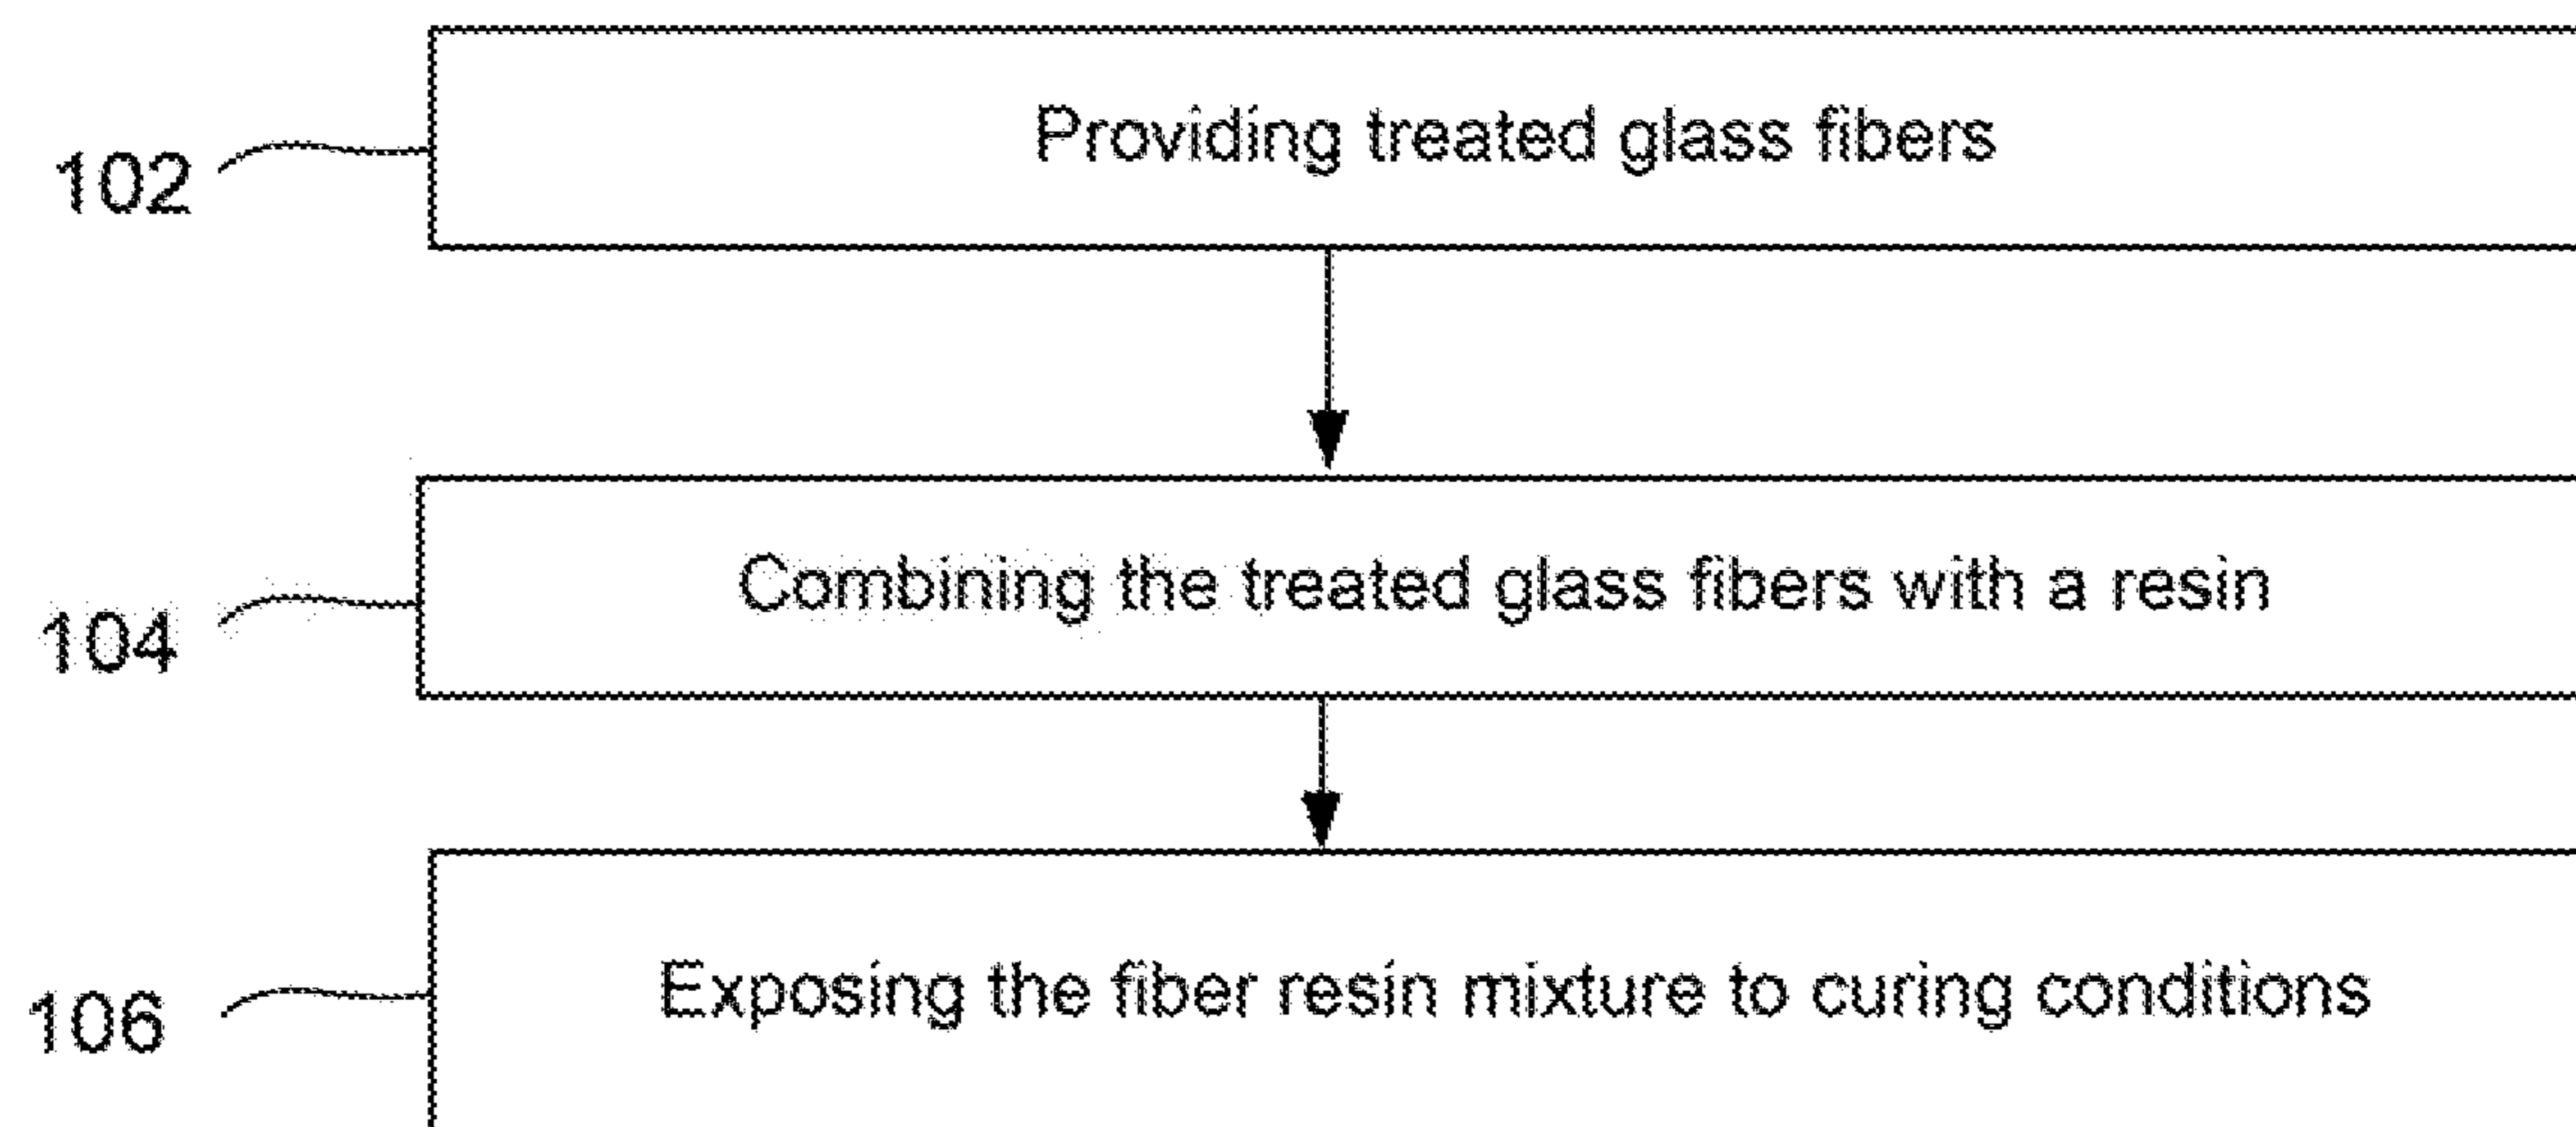 Providing treated glass fibers
102
Combining the treated glass fibers with a resin
104
Exposing the fiber resin mixture to curing conditions
106